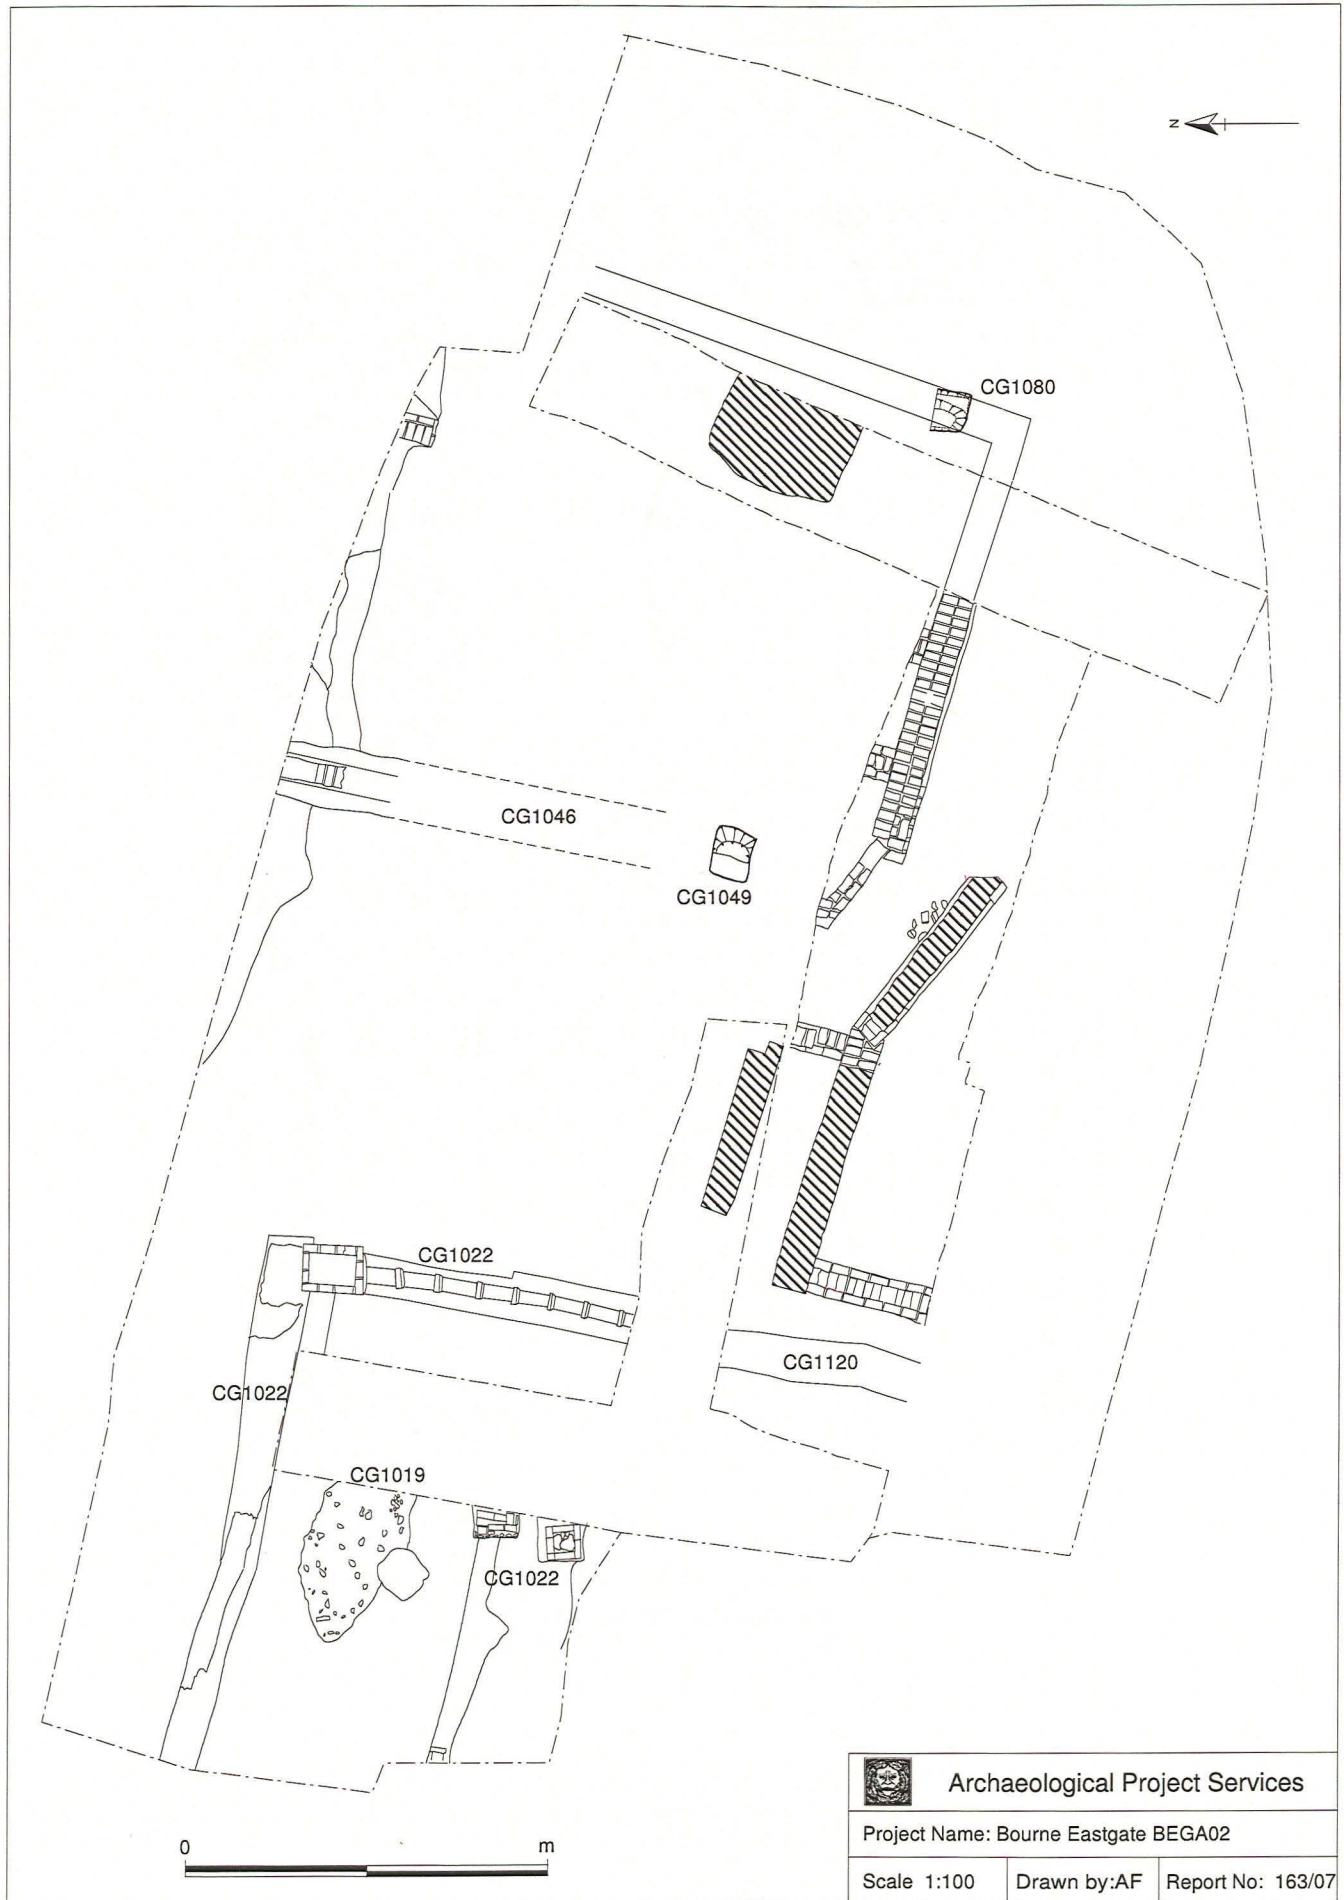 N
CG1080
CG1046
CG1049
CG1022
CG1120
CG1022
CG1019
CG1022
0 m
Archaeological Project Services
Project Name: Bourne Eastgate BEGA02
Scale 1:100 Drawn by:AF Report No: 163/07